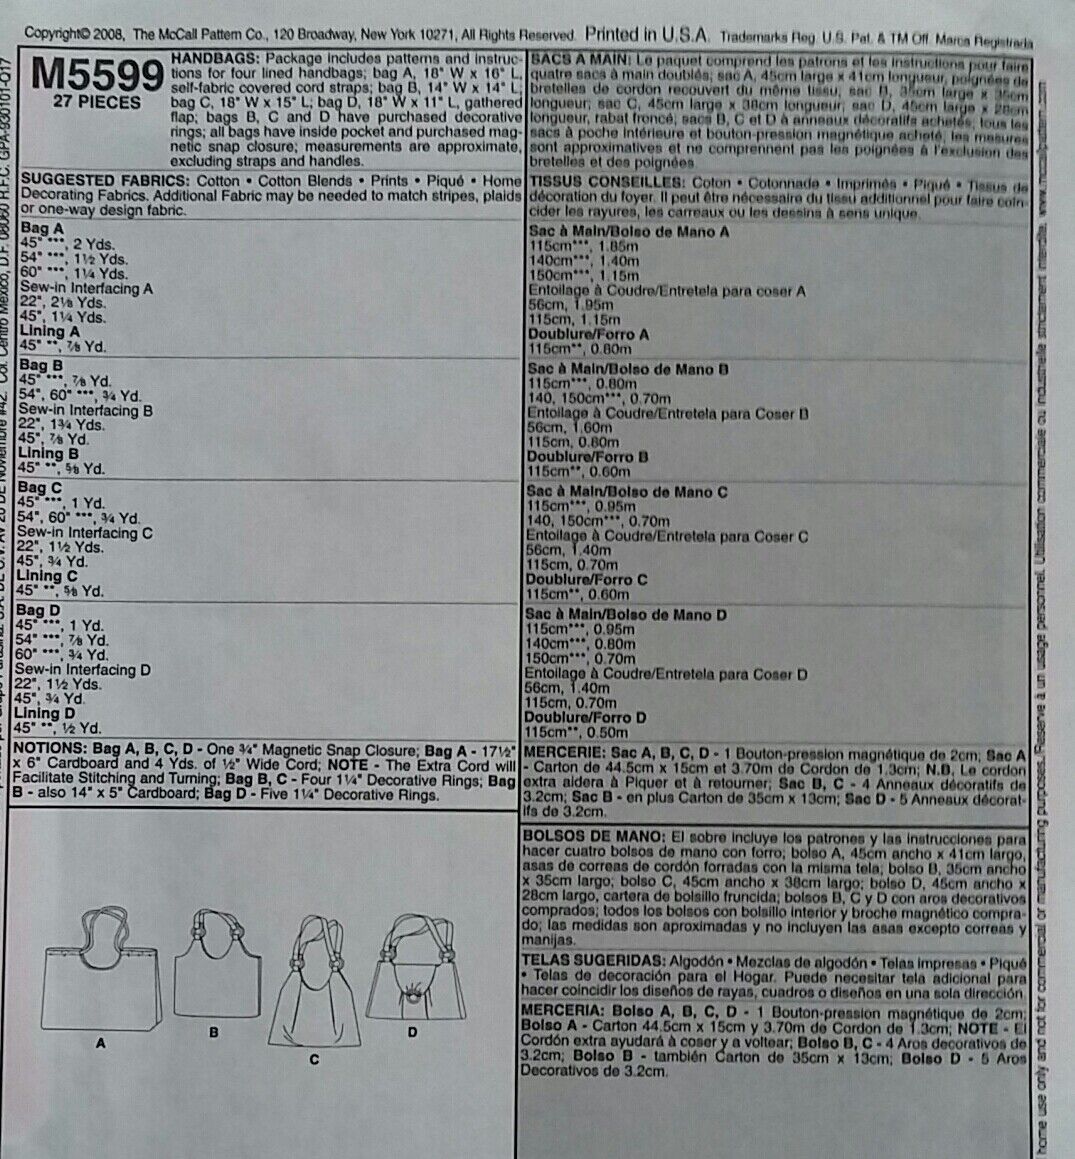 Copyright© 2008, The McCall Pattern Co., 120 Broadway, New York 10271, All Rights Reserved. Printed in U.S.A. Trademarks Reg. U.S. Pat. & TM Off. Marca Registrada
M5599
27 PIECES
HANDBAGS: Package includes patterns and instruc-
tions for four lined handbags; bag A, 18" W x 16" L,
self-fabric covered cord straps; bag B, 14" W x 14" L;
bag C, 18" W x 15" L; bag D, 18" W x 11" L, gathered
flap; bags B, C and D have purchased decorative
rings; all bags have inside pocket and purchased mag-
netic snap closure; measurements are approximate,
excluding straps and handles.
SUGGESTED FABRICS: Cotton • Cotton Blends • Prints • Piqué • Home
Decorating Fabrics. Additional Fabric may be needed to match stripes, plaids
or one-way design fabric.
Bag A
45" ***, 2 Yds.
54" ***, 1½ Yds.
60" ***, 1¼ Yds.
Sew-in Interfacing A
22", 2⅛ Yds.
45", 1¼ Yds.
Lining A
45" **, ⅞ Yd.
Bag B
45" ***, ⅞ Yd.
54", 60" ***, ¾ Yd.
Sew-in Interfacing B
22", 1¾ Yds.
45", ⅞ Yd.
Lining B
45" **, ⅝ Yd.
Bag C
45" ***, 1 Yd.
54", 60" ***, ¾ Yd.
Sew-in Interfacing C
22", 1½ Yds.
45", ¾ Yd.
Lining C
45" **, ⅝ Yd.
Bag D
45" ***, 1 Yd.
54" ***, ⅞ Yd.
60" ***, ¾ Yd.
Sew-in Interfacing D
22", 1½ Yds.
45", ¾ Yd.
Lining D
45" **, ½ Yd.
NOTIONS: Bag A, B, C, D - One ¾" Magnetic Snap Closure; Bag A - 17½"
x 6" Cardboard and 4 Yds. of ½" Wide Cord; NOTE - The Extra Cord will
Facilitate Stitching and Turning; Bag B, C - Four 1¼" Decorative Rings; Bag
B - also 14" x 5" Cardboard; Bag D - Five 1¼" Decorative Rings.
A
B
C
D
SACS A MAIN: Le paquet comprend les patrons et les instructions pour faire
quatre sacs à main doublés; sac A, 45cm large x 41cm longueur, poignées de
bretelles de cordon recouvert du même tissu, sac B, 35cm large x 35cm
longueur; sac C, 45cm large x 38cm longueur; sac D, 45cm large x 28cm
longueur, rabat froncé; sacs B, C et D à anneaux décoratifs achetés; tous les
sacs à poche intérieure et bouton-pression magnétique acheté, les mesures
sont approximatives et ne comprennent pas les poignées à l'exclusion des
bretelles et des poignées.
TISSUS CONSEILLES: Coton • Cotonnade • Imprimés • Piqué • Tissus de
décoration du foyer. Il peut être nécessaire du tissu additionnel pour faire coïn-
cider les rayures, les carreaux ou les dessins à sens unique.
Sac à Main/Bolso de Mano A
115cm***, 1.85m
140cm***, 1.40m
150cm***, 1.15m
Entoilage à Coudre/Entretela para coser A
56cm, 1.95m
115cm, 1.15m
Doublure/Forro A
115cm**, 0.80m
Sac à Main/Bolso de Mano B
115cm***, 0.80m
140, 150cm***, 0.70m
Entoilage à Coudre/Entretela para Coser B
56cm, 1.60m
115cm, 0.80m
Doublure/Forro B
115cm**, 0.60m
Sac à Main/Bolso de Mano C
115cm***, 0.95m
140, 150cm***, 0.70m
Entoilage à Coudre/Entretela para Coser C
56cm, 1.40m
115cm, 0.70m
Doublure/Forro C
115cm**, 0.60m
Sac à Main/Bolso de Mano D
115cm***, 0.95m
140cm***, 0.80m
150cm***, 0.70m
Entoilage à Coudre/Entretela para Coser D
56cm, 1.40m
115cm, 0.70m
Doublure/Forro D
115cm**, 0.50m
MERCERIE: Sac A, B, C, D - 1 Bouton-pression magnétique de 2cm; Sac A
- Carton de 44.5cm x 15cm et 3.70m de Cordon de 1.3cm; N.B. Le cordon
extra aidera à Piquer et à retourner; Sac B, C - 4 Anneaux décoratifs de
3.2cm; Sac B - en plus Carton de 35cm x 13cm; Sac D - 5 Anneaux décorat-
ifs de 3.2cm.
BOLSOS DE MANO: El sobre incluye los patrones y las instrucciones para
hacer cuatro bolsos de mano con forro; bolso A, 45cm ancho x 41cm largo,
asas de correas de cordón forradas con la misma tela; bolso B, 35cm ancho
x 35cm largo; bolso C, 45cm ancho x 38cm largo; bolso D, 45cm ancho x
28cm largo, cartera de bolsillo fruncida; bolsos B, C y D con aros decorativos
comprados; todos los bolsos con bolsillo interior y broche magnético compra-
do; las medidas son aproximadas y no incluyen las asas excepto correas y
manijas.
TELAS SUGERIDAS: Algodón • Mezclas de algodón • Telas impresas • Piqué
• Telas de decoración para el Hogar. Puede necesitar tela adicional para
hacer coincidir los diseños de rayas, cuadros o diseños en una sola dirección.
MERCERIA: Bolso A, B, C, D - 1 Bouton-pression magnétique de 2cm;
Bolso A - Carton 44.5cm x 15cm y 3.70m de Cordon de 1.3cm; NOTE - El
Cordón extra ayudará à coser y a voltear; Bolso B, C - 4 Aros decorativos de
3.2cm; Bolso B - también Carton de 35cm x 13cm; Bolso D - 5 Aros
Decorativos de 3.2cm.
home use only and not for commercial or manufacturing purposes. Réservé à un usage personnel. Utilisation commerciale ou industrielle strictement interdite. www.mccallpattern.com